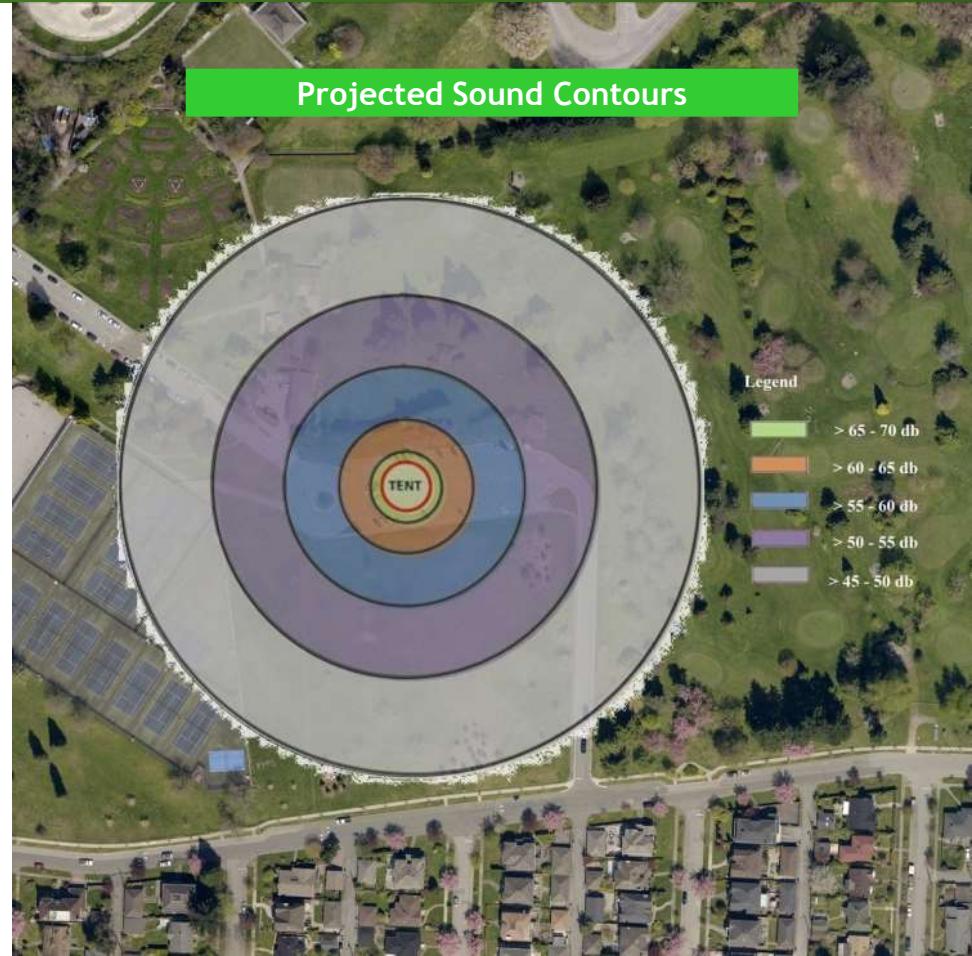 Projected Sound Contours
Legend
> 65 - 70 db
> 60 - 65 db
> 55 - 60 db
> 50 - 55 db
> 45 - 50 db
TENT